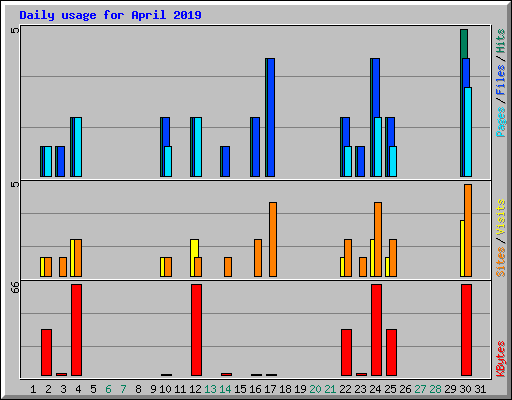 Daily usage for April 2019
5
Pages / Files / Hits
5
Sites / Visits
66
KBytes
1 2 3 4 5 6 7 8 9 10 11 12 13 14 15 16 17 18 19 20 21 22 23 24 25 26 27 28 29 30 31